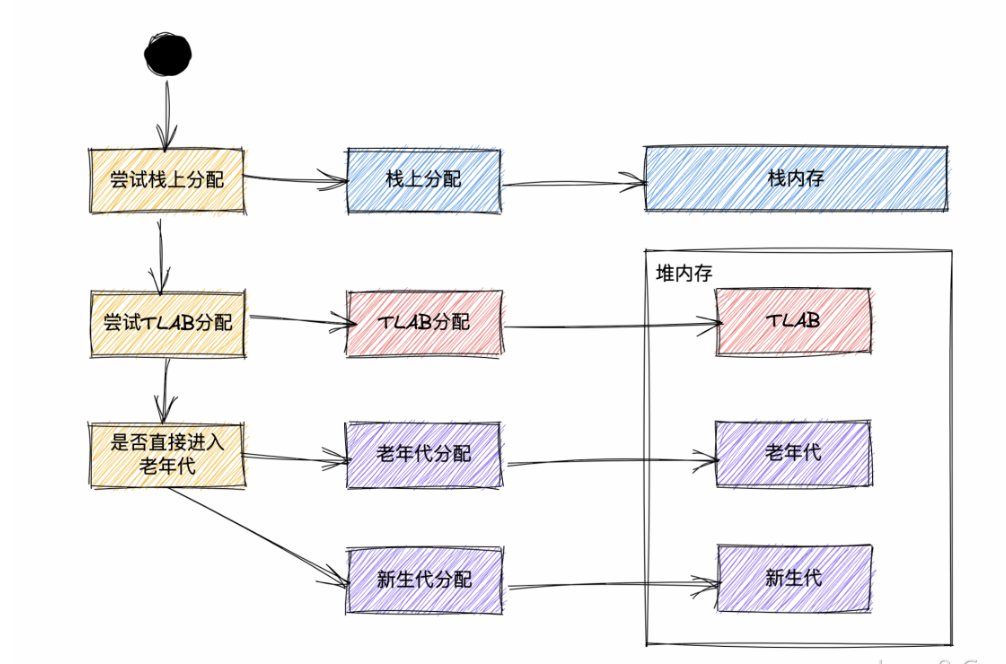 尝试栈上分配
栈上分配
栈内存
堆内存
尝试TLAB分配
TLAB分配
TLAB
是否直接进入
老年代
老年代分配
老年代
新生代分配
新生代